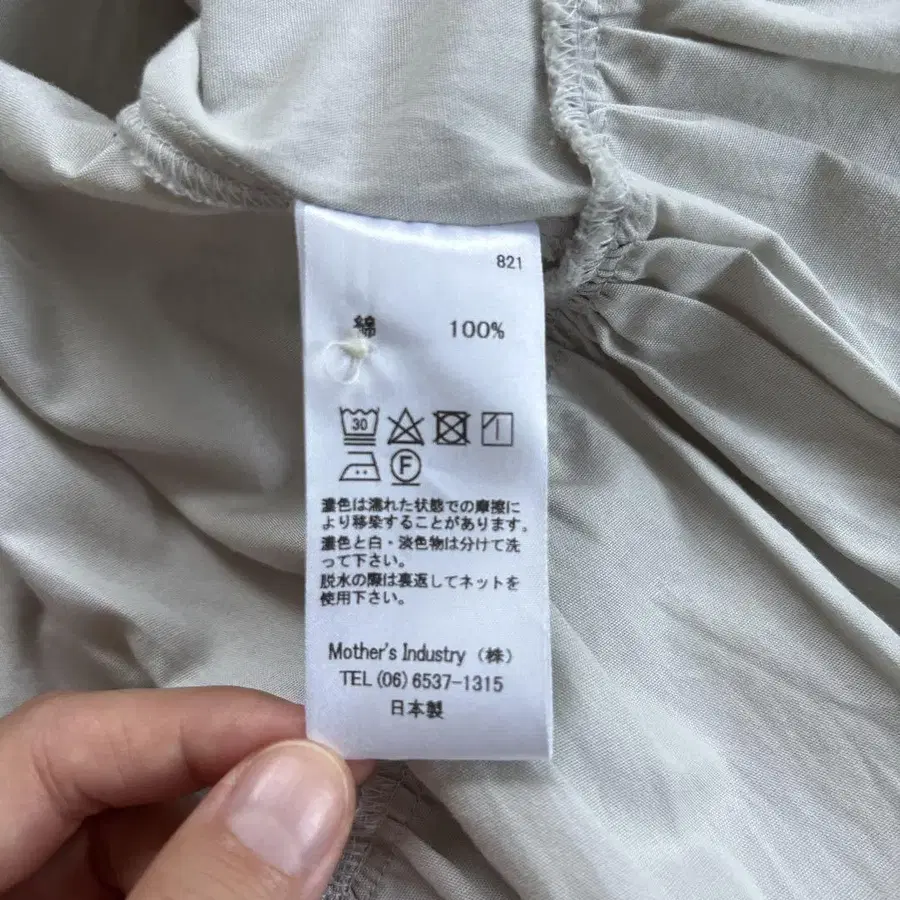 821
綿 100%
30
F
濃色は濡れた状態での摩擦に
より移染することがあります。
濃色と白・淡色物は分けて洗
って下さい。
脱水の際は裏返してネットを
使用下さい。
Mother's Industry (株)
TEL (06) 6537-1315
日本製